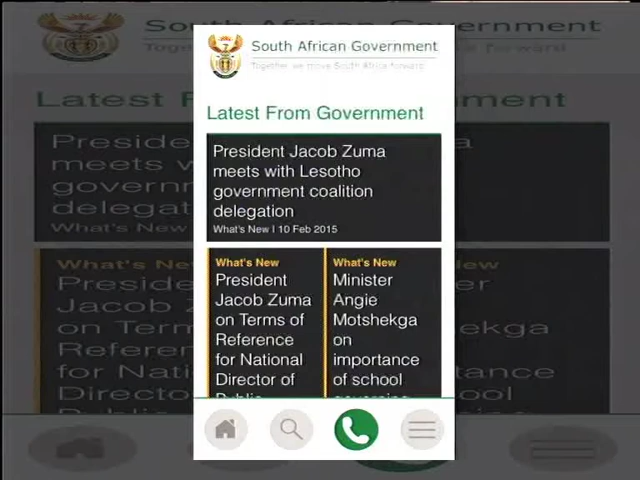 South African Government
Together we move South Africa forward
Latest From Government
President Jacob Zuma
meets with Lesotho
government coalition
delegation
What's New | 10 Feb 2015
What's New
President
Jacob Zuma
on Terms of
Reference
for National
Director of
Public
What's New
Minister
Angie
Motshekga
on
importance
of school
governing